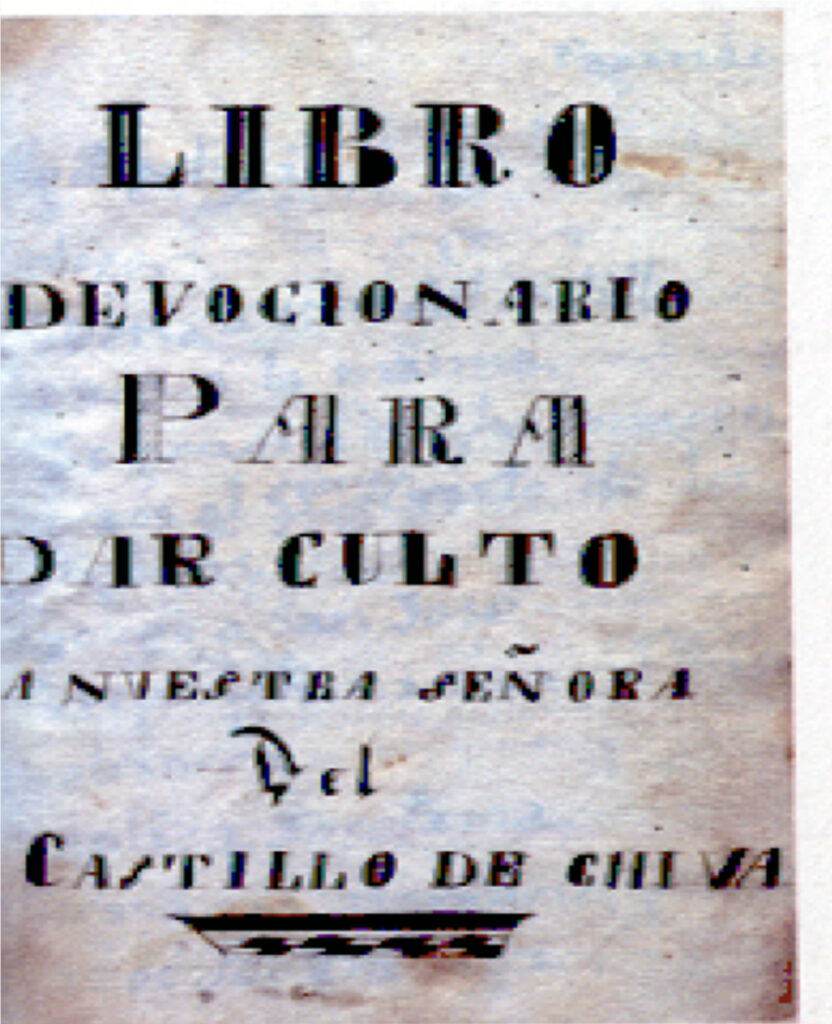 LIBRO
DEVOCIONARIO
PARA
DAR CULTO
A NUESTRA SEÑORA
Del
CASTILLO DE CHIVA